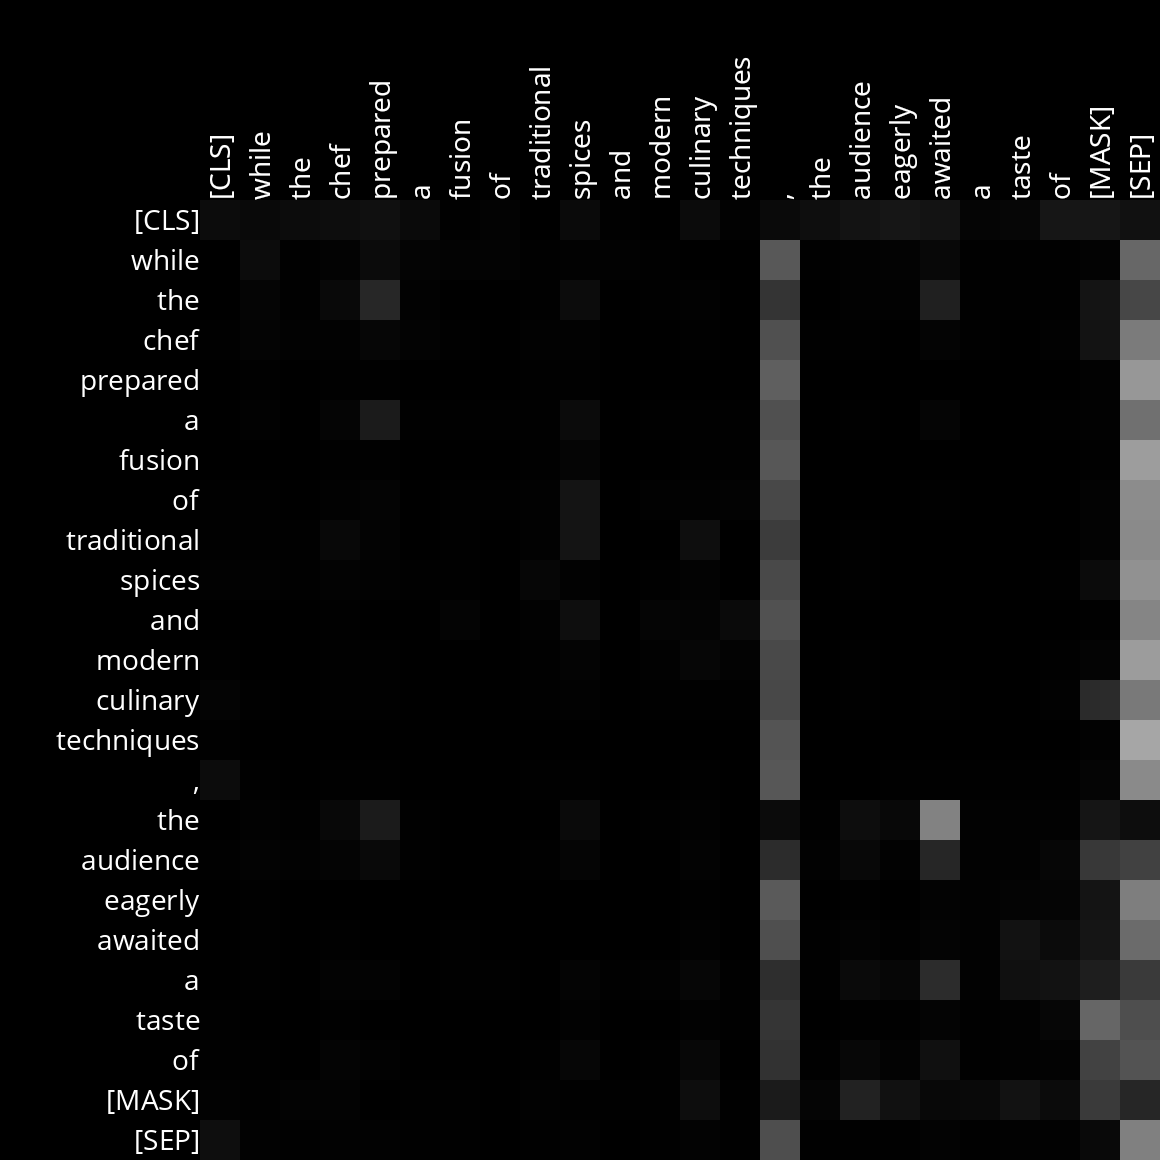 [CLS] while the chef prepared a fusion of traditional spices and modern culinary techniques , the audience eagerly awaited a taste of [MASK] [SEP]
[CLS]
while
the
chef
prepared
a
fusion
of
traditional
spices
and
modern
culinary
techniques
,
the
audience
eagerly
awaited
a
taste
of
[MASK]
[SEP]